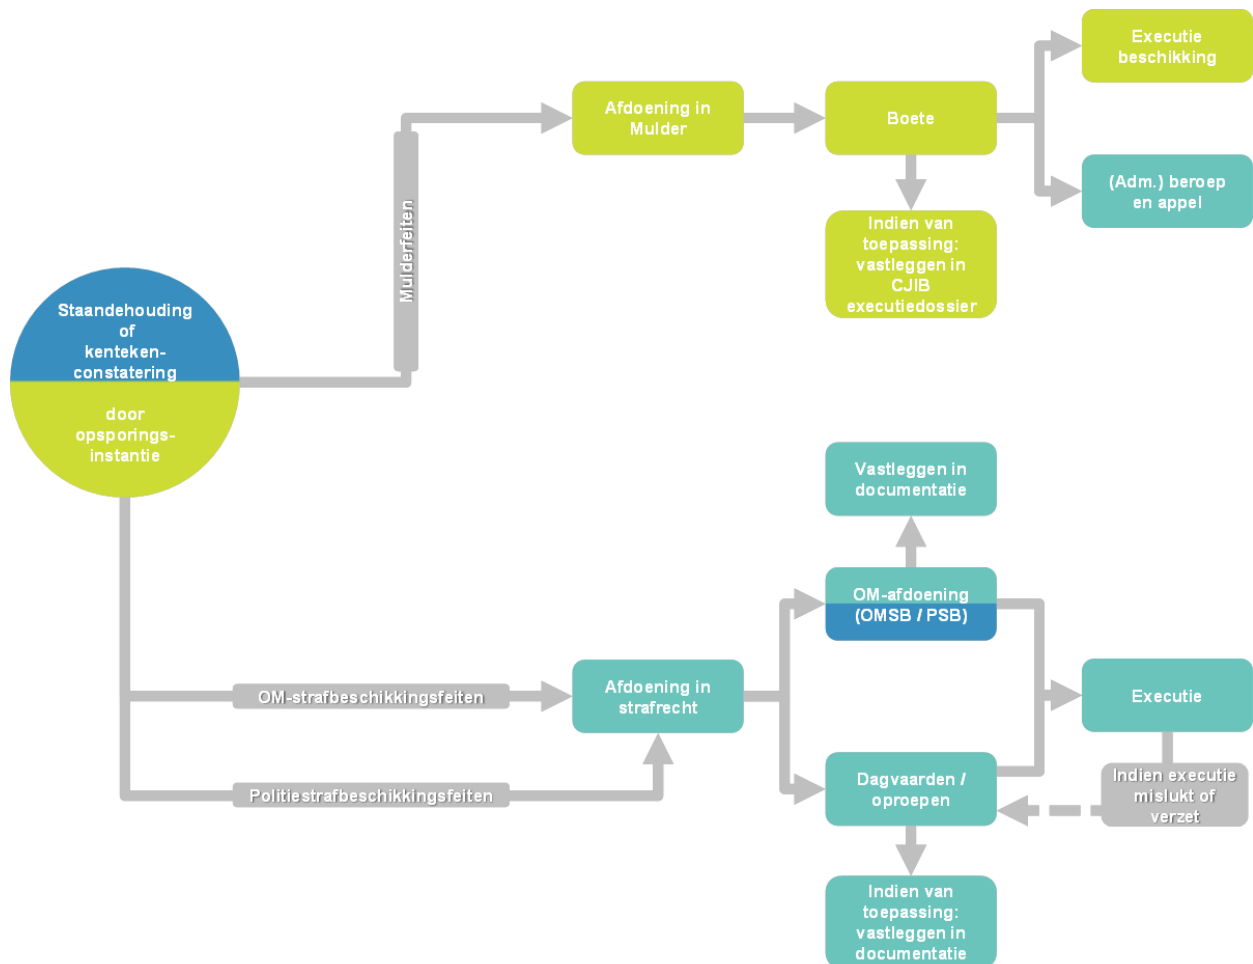 Executie
beschikking
Afdoening in
Mulder
Boete
(Adm.) beroep
en appel
Mulderfeiten
Indien van
toepassing:
vastleggen in
CJIB
executiedossier
Staandehouding
of
kenteken-
constatering
door
opsporings-
instantie
Vastleggen in
documentatie
OM-afdoening
(OMSB / PSB)
OM-strafbeschikkingsfeiten
Afdoening in
strafrecht
Executie
Politiestrafbeschikkingsfeiten
Dagvaarden /
oproepen
Indien executie
mislukt of
verzet
Indien van
toepassing:
vastleggen in
documentatie